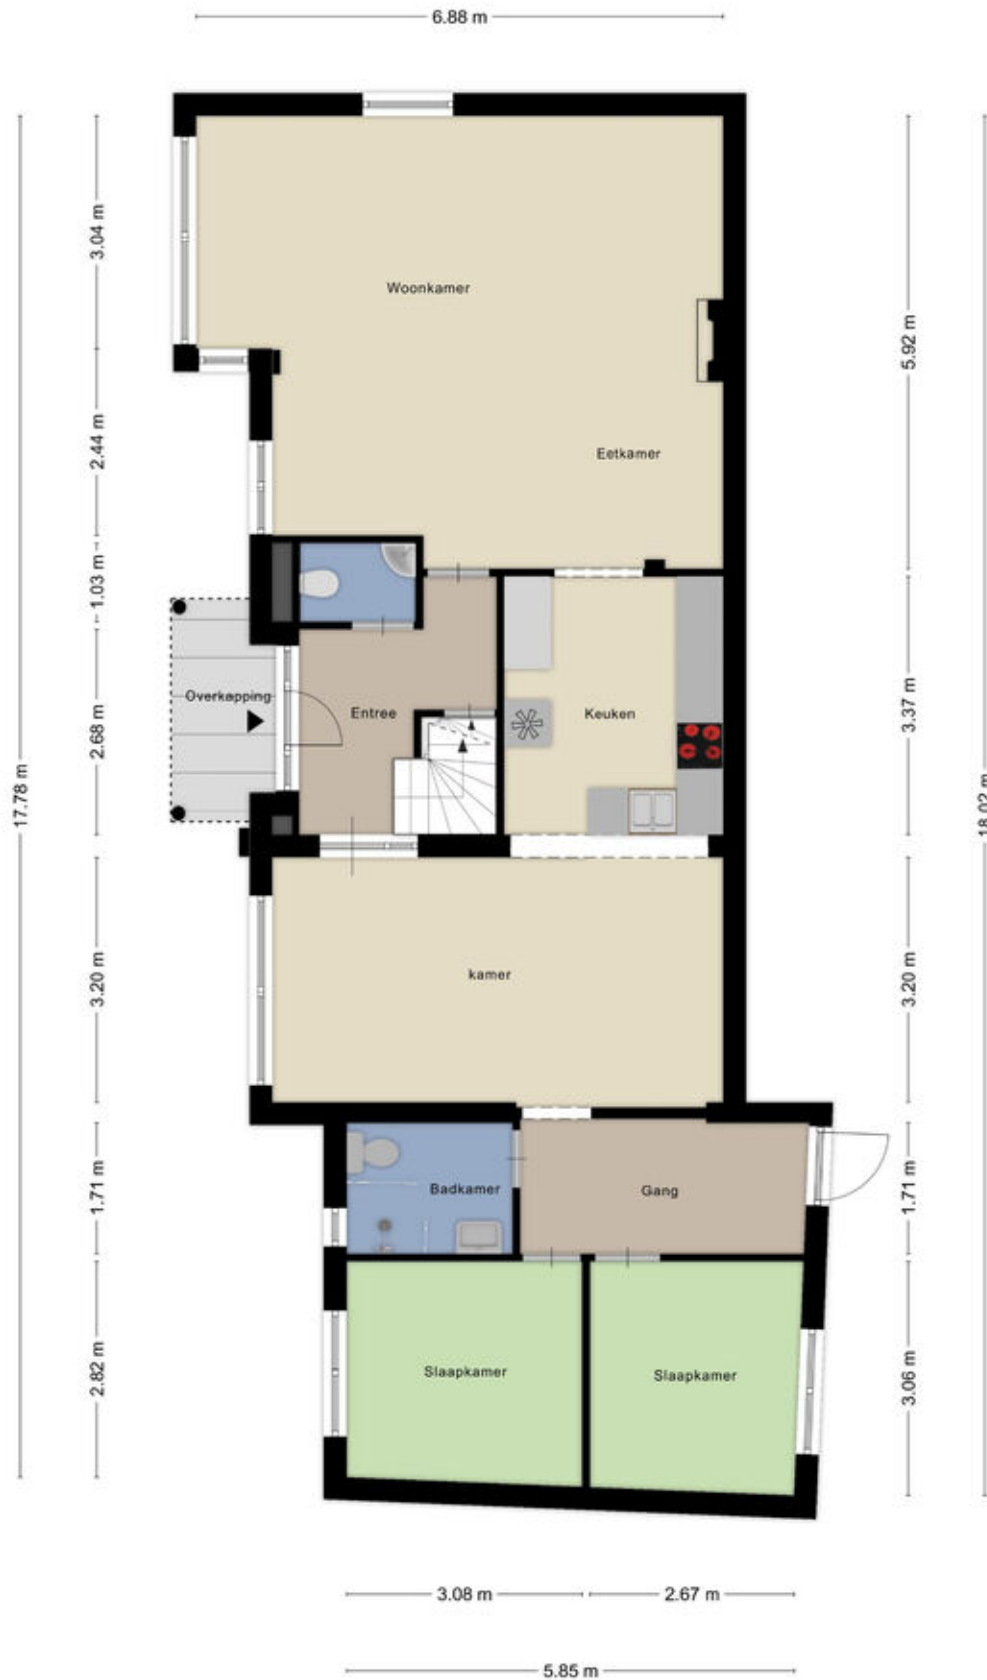 6.88 m
3.04 m
Woonkamer
5.92 m
2.44 m
Eetkamer
1.03 m
Overkapping
Entree
Keuken
3.37 m
2.68 m
17.78 m
18.02 m
kamer
3.20 m
3.20 m
Badkamer
Gang
1.71 m
1.71 m
Slaapkamer
Slaapkamer
2.82 m
3.06 m
3.08 m
2.67 m
5.85 m